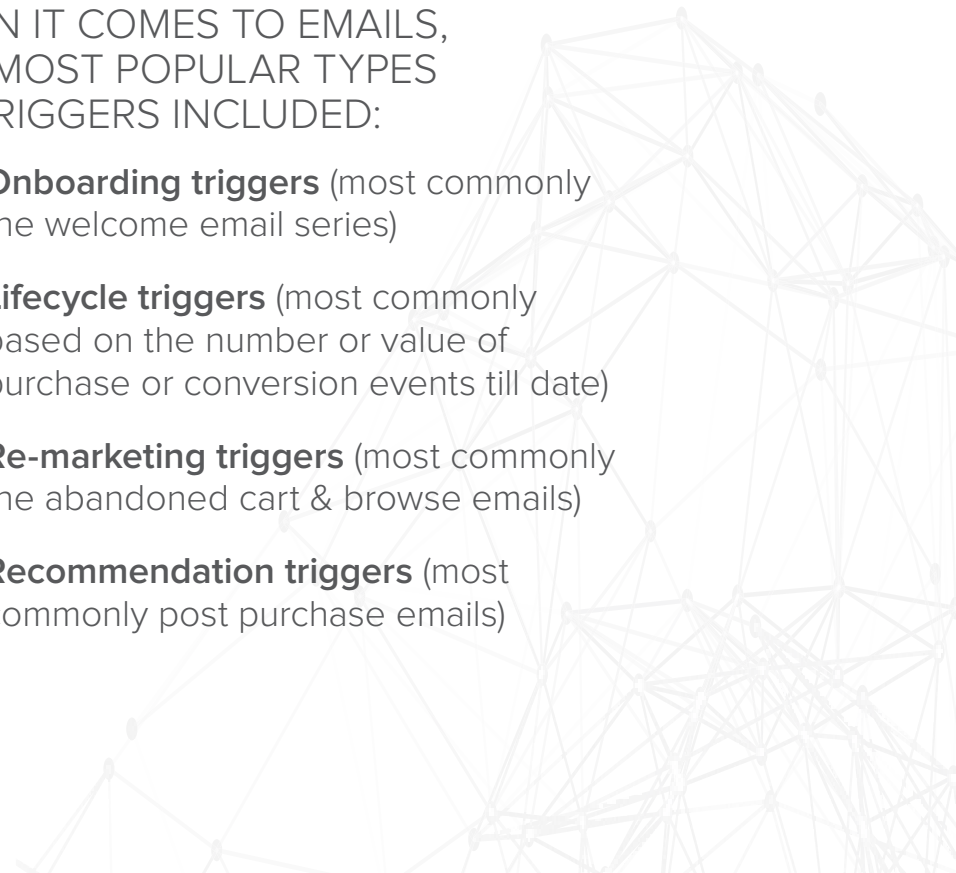 N IT COMES TO EMAILS,
MOST POPULAR TYPES
RIGGERS INCLUDED:
Onboarding triggers (most commonly
he welcome email series)
ifecycle triggers (most commonly
based on the number or value of
purchase or conversion events till date)
Re-marketing triggers (most commonly
he abandoned cart & browse emails)
Recommendation triggers (most
ommonly post purchase emails)